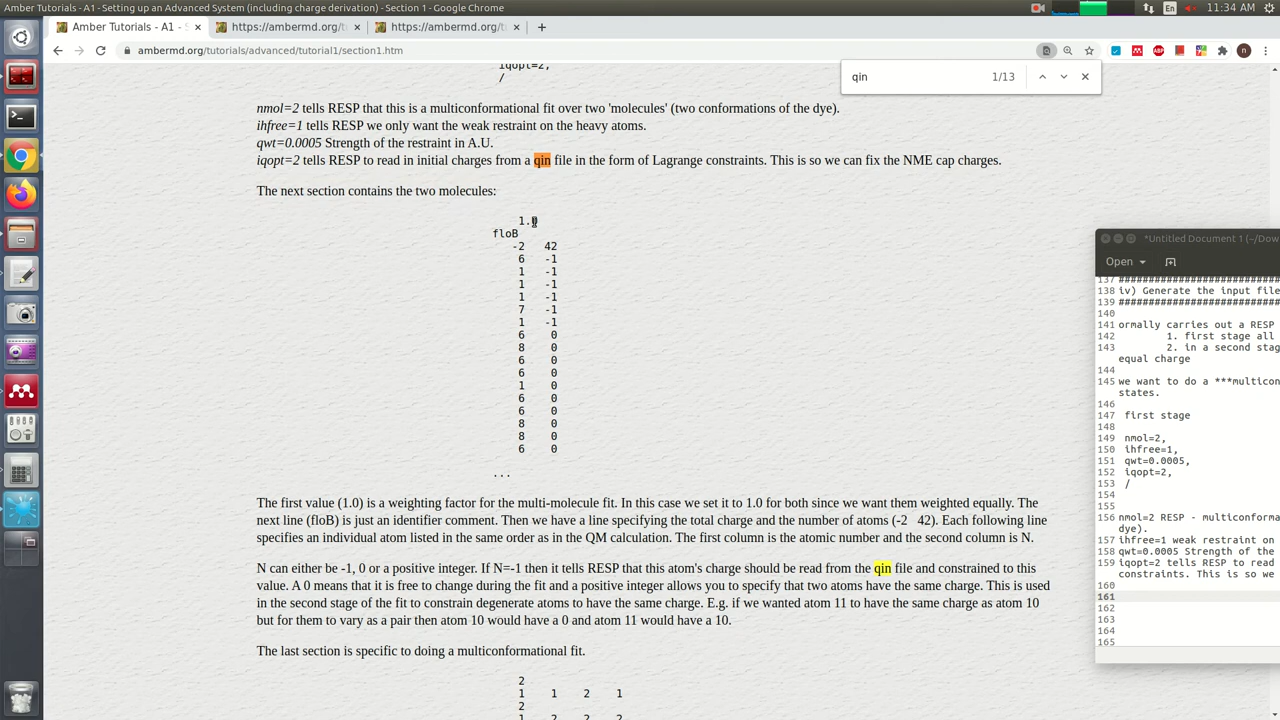 Amber Tutorials - A1 - Setting up an Advanced System (including charge derivation) - Section 1 - Google Chrome
En
11:34 AM
Amber Tutorials - A1 - S
https://ambermd.org/tuto
https://ambermd.org/tuto
ambermd.org/tutorials/advanced/tutorial1/section1.htm
ABP
n
qin
1/13
iqopt=2,
/
nmol=2 tells RESP that this is a multiconformational fit over two 'molecules' (two conformations of the dye).
ihfree=1 tells RESP we only want the weak restraint on the heavy atoms.
qwt=0.0005 Strength of the restraint in A.U.
iqopt=2 tells RESP to read in initial charges from a qin file in the form of Lagrange constraints. This is so we can fix the NME cap charges.
The next section contains the two molecules:
1.0
floB
-2 42
6 -1
1 -1
1 -1
1 -1
7 -1
1 -1
6 0
8 0
6 0
6 0
1 0
6 0
6 0
8 0
8 0
6 0
...
The first value (1.0) is a weighting factor for the multi-molecule fit. In this case we set it to 1.0 for both since we want them weighted equally. The
next line (floB) is just an identifier comment. Then we have a line specifying the total charge and the number of atoms (-2 42). Each following line
specifies an individual atom listed in the same order as in the QM calculation. The first column is the atomic number and the second column is N.
N can either be -1, 0 or a positive integer. If N=-1 then it tells RESP that this atom's charge should be read from the qin file and constrained to this
value. A 0 means that it is free to change during the fit and a positive integer allows you to specify that two atoms have the same charge. This is used
in the second stage of the fit to constrain degenerate atoms to have the same charge. E.g. if we wanted atom 11 to have the same charge as atom 10
but for them to vary as a pair then atom 10 would have a 0 and atom 11 would have a 10.
The last section is specific to doing a multiconformational fit.
2
1 1 2 1
2
1 2 2 2
*Untitled Document 1 (~/Dow
Open
137 ###########################
138 iv) Generate the input file
139 ###########################
140
141 ormally carries out a RESP
142 1. first stage all
143 2. in a second stag
equal charge
144
145 we want to do a ***multicon
states.
146
147 first stage
148
149 nmol=2,
150 ihfree=1,
151 qwt=0.0005,
152 iqopt=2,
153 /
154
155
156 nmol=2 RESP - multiconforma
dye).
157 ihfree=1 weak restraint on
158 qwt=0.0005 Strength of the
159 iqopt=2 tells RESP to read
constraints. This is so we
160
161
162
163
164
165